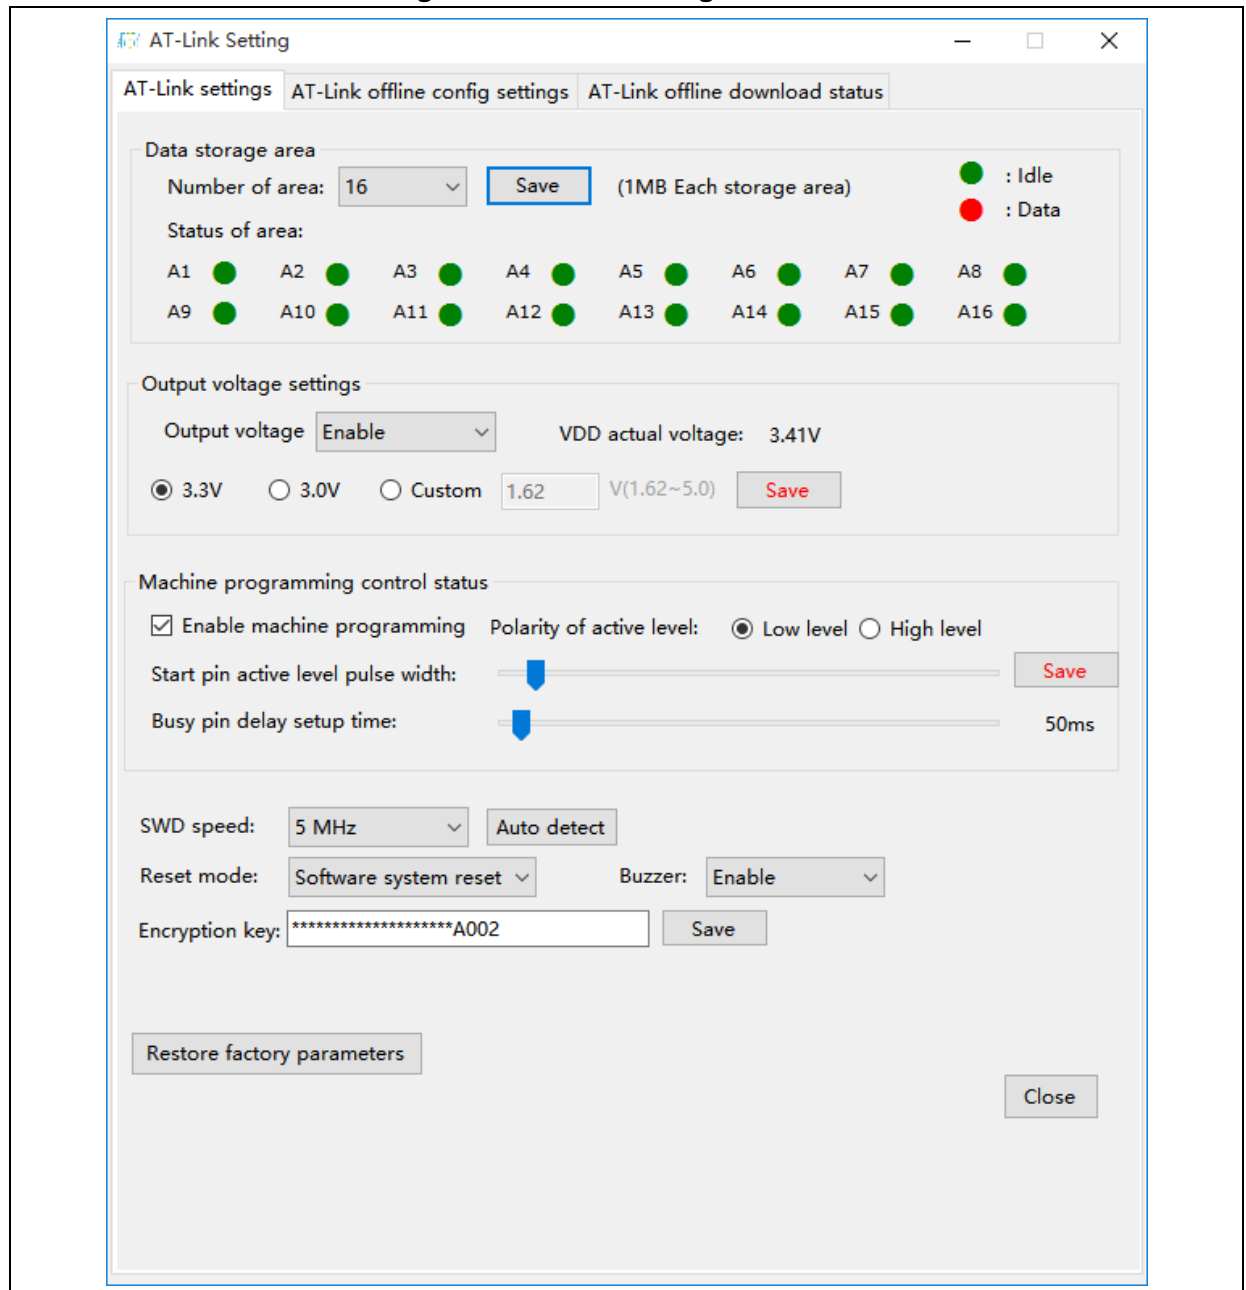 AT-Link Setting
AT-Link settings AT-Link offline config settings AT-Link offline download status
Data storage area
Number of area: 16 Save (1MB Each storage area) : Idle
: Data
Status of area:
A1 A2 A3 A4 A5 A6 A7 A8
A9 A10 A11 A12 A13 A14 A15 A16
Output voltage settings
Output voltage Enable VDD actual voltage: 3.41V
3.3V 3.0V Custom 1.62 V(1.62~5.0) Save
Machine programming control status
Enable machine programming Polarity of active level: Low level High level
Start pin active level pulse width: Save
Busy pin delay setup time: 50ms
SWD speed: 5 MHz Auto detect
Reset mode: Software system reset Buzzer: Enable
Encryption key: ********************A002 Save
Restore factory parameters
Close